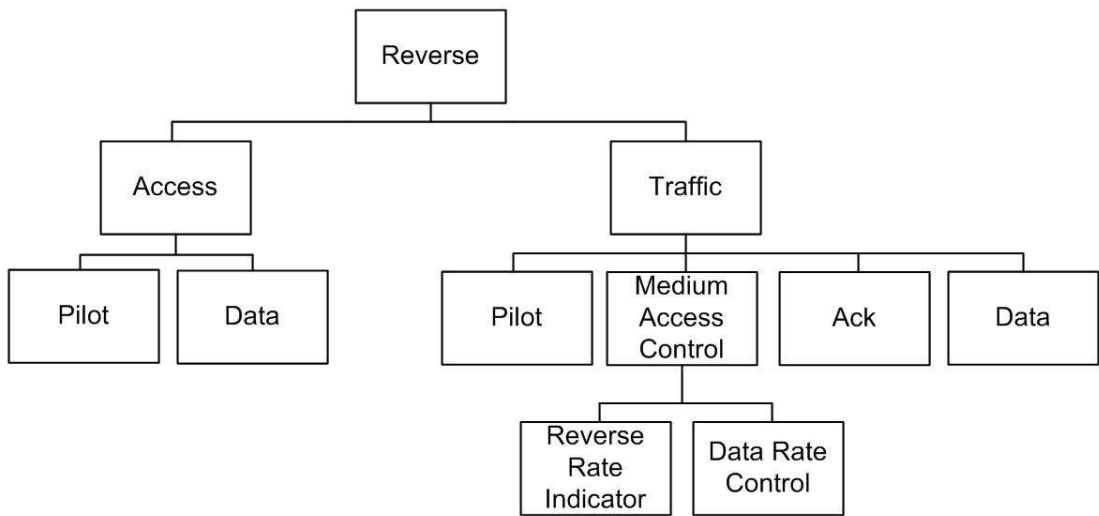 Reverse
Access
Traffic
Pilot
Data
Pilot
Medium
Access
Control
Ack
Data
Reverse
Rate
Indicator
Data Rate
Control